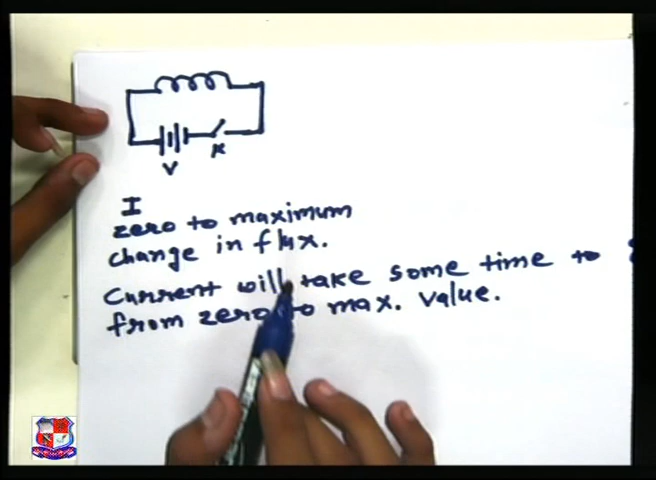 V
K
I
zero to maximum
change in flux.
Current will take some time to
from zero to max. value.